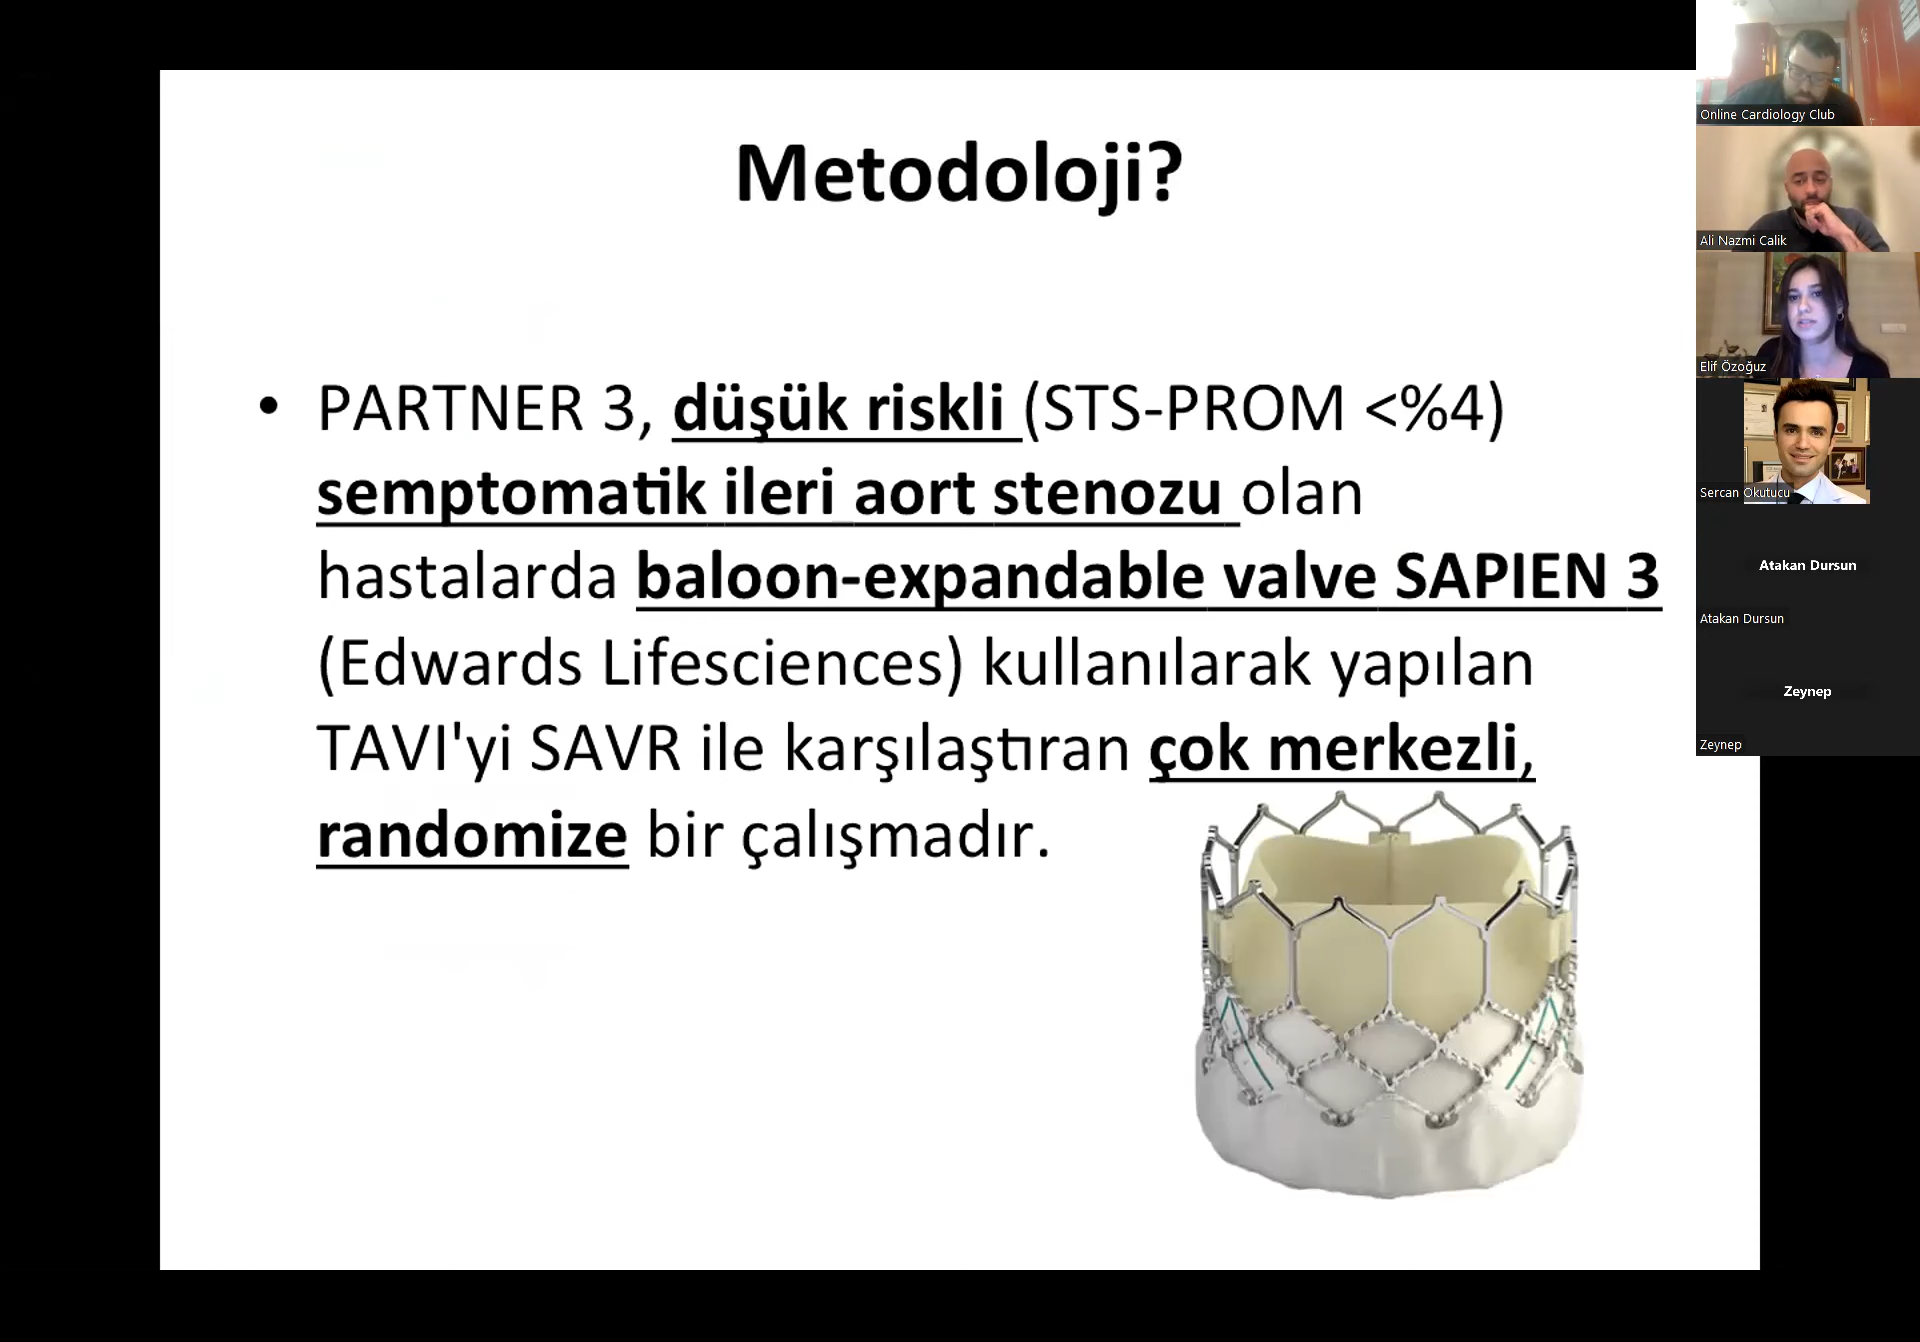 Metodoloji?
• PARTNER 3, düşük riskli (STS-PROM <%4)
semptomatik ileri aort stenozu olan
hastalarda baloon-expandable valve SAPIEN 3
(Edwards Lifesciences) kullanılarak yapılan
TAVI'yi SAVR ile karşılaştıran çok merkezli,
randomize bir çalışmadır.
Online Cardiology Club
Ali Nazmi Calik
Elif Özoğuz
Sercan Okutucu
Atakan Dursun
Atakan Dursun
Zeynep
Zeynep